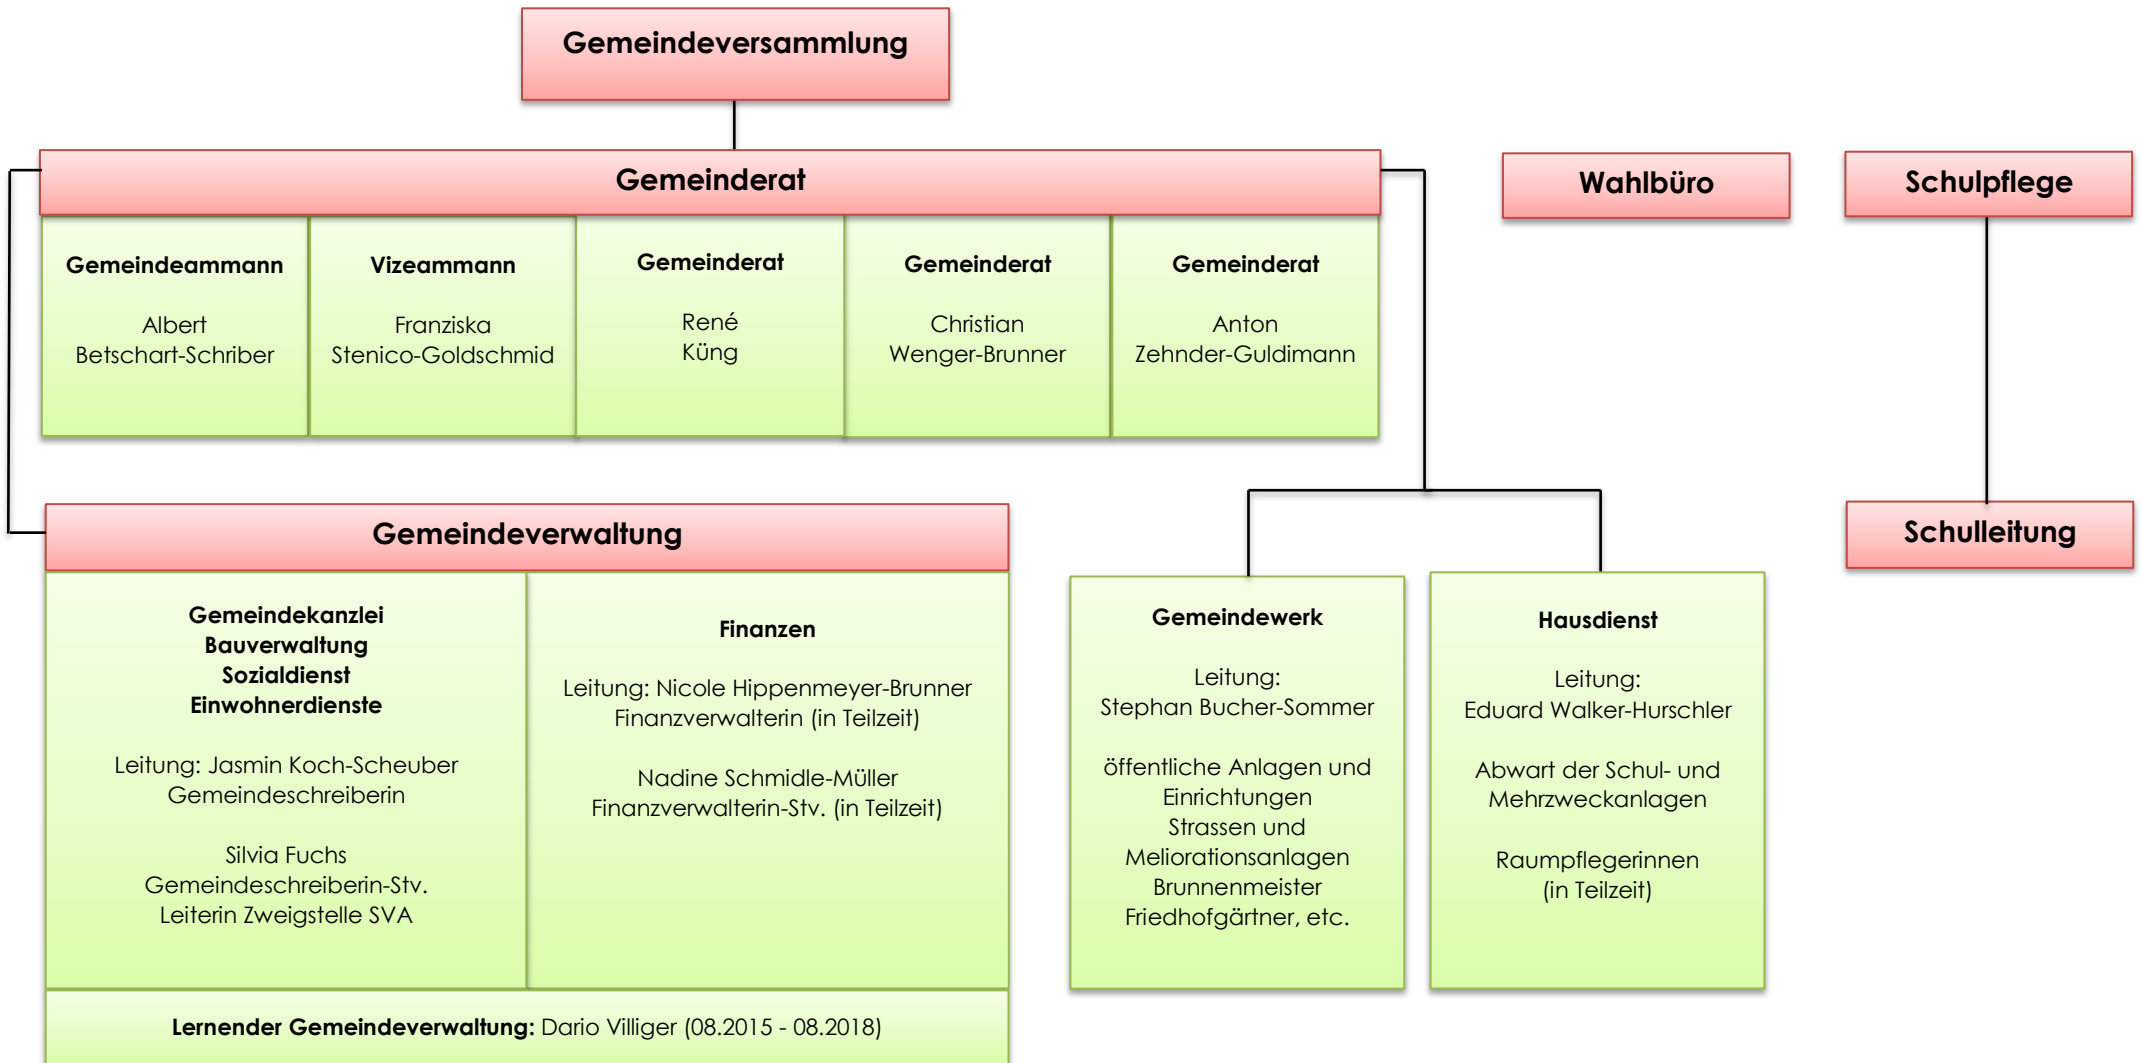 Gemeindeversammlung
Gemeinderat
Wahlbüro
Schulpflege
Gemeindeammann
Albert
Betschart-Schriber
Vizeammann
Franziska
Stenico-Goldschmid
Gemeinderat
René
Küng
Gemeinderat
Christian
Wenger-Brunner
Gemeinderat
Anton
Zehnder-Guldimann
Gemeindeverwaltung
Schulleitung
Gemeindekanzlei
Bauverwaltung
Sozialdienst
Einwohnerdienste
Leitung: Jasmin Koch-Scheuber
Gemeindeschreiberin
Silvia Fuchs
Gemeindeschreiberin-Stv.
Leiterin Zweigstelle SVA
Finanzen
Leitung: Nicole Hippenmeyer-Brunner
Finanzverwalterin (in Teilzeit)
Nadine Schmidle-Müller
Finanzverwalterin-Stv. (in Teilzeit)
Gemeindewerk
Leitung:
Stephan Bucher-Sommer
öffentliche Anlagen und
Einrichtungen
Strassen und
Meliorationsanlagen
Brunnenmeister
Friedhofgärtner, etc.
Hausdienst
Leitung:
Eduard Walker-Hurschler
Abwart der Schul- und
Mehrzweckanlagen
Raumpflegerinnen
(in Teilzeit)
Lernender Gemeindeverwaltung: Dario Villiger (08.2015 - 08.2018)